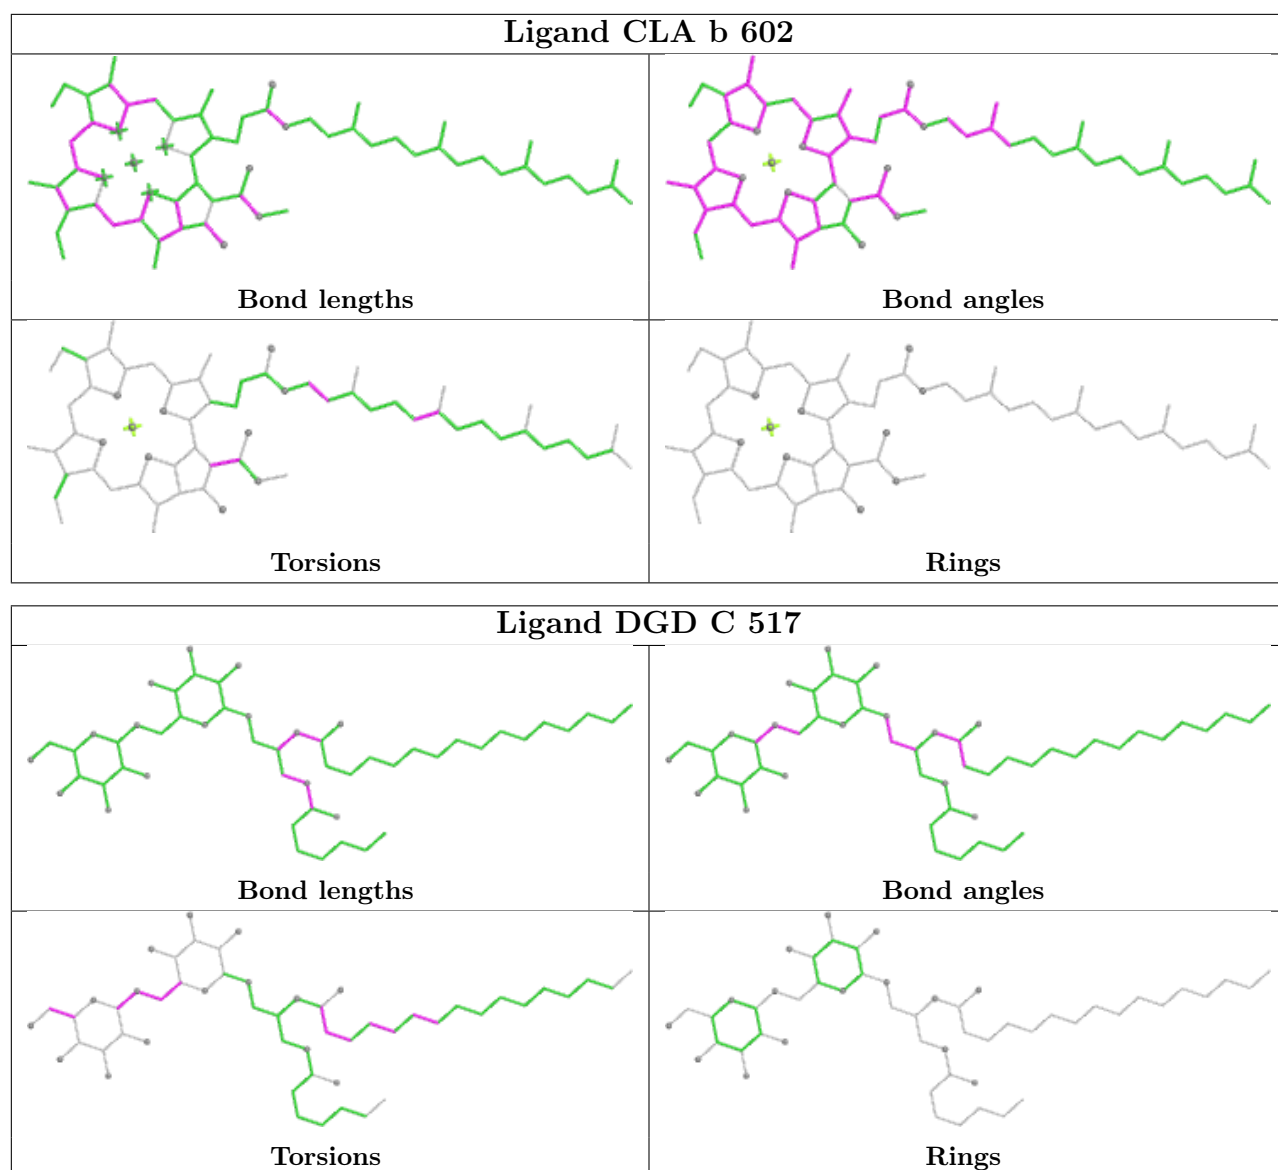 Ligand CLA b 602
Bond lengths
Bond angles
Torsions
Rings
Ligand DGD C 517
Bond lengths
Bond angles
Torsions
Rings